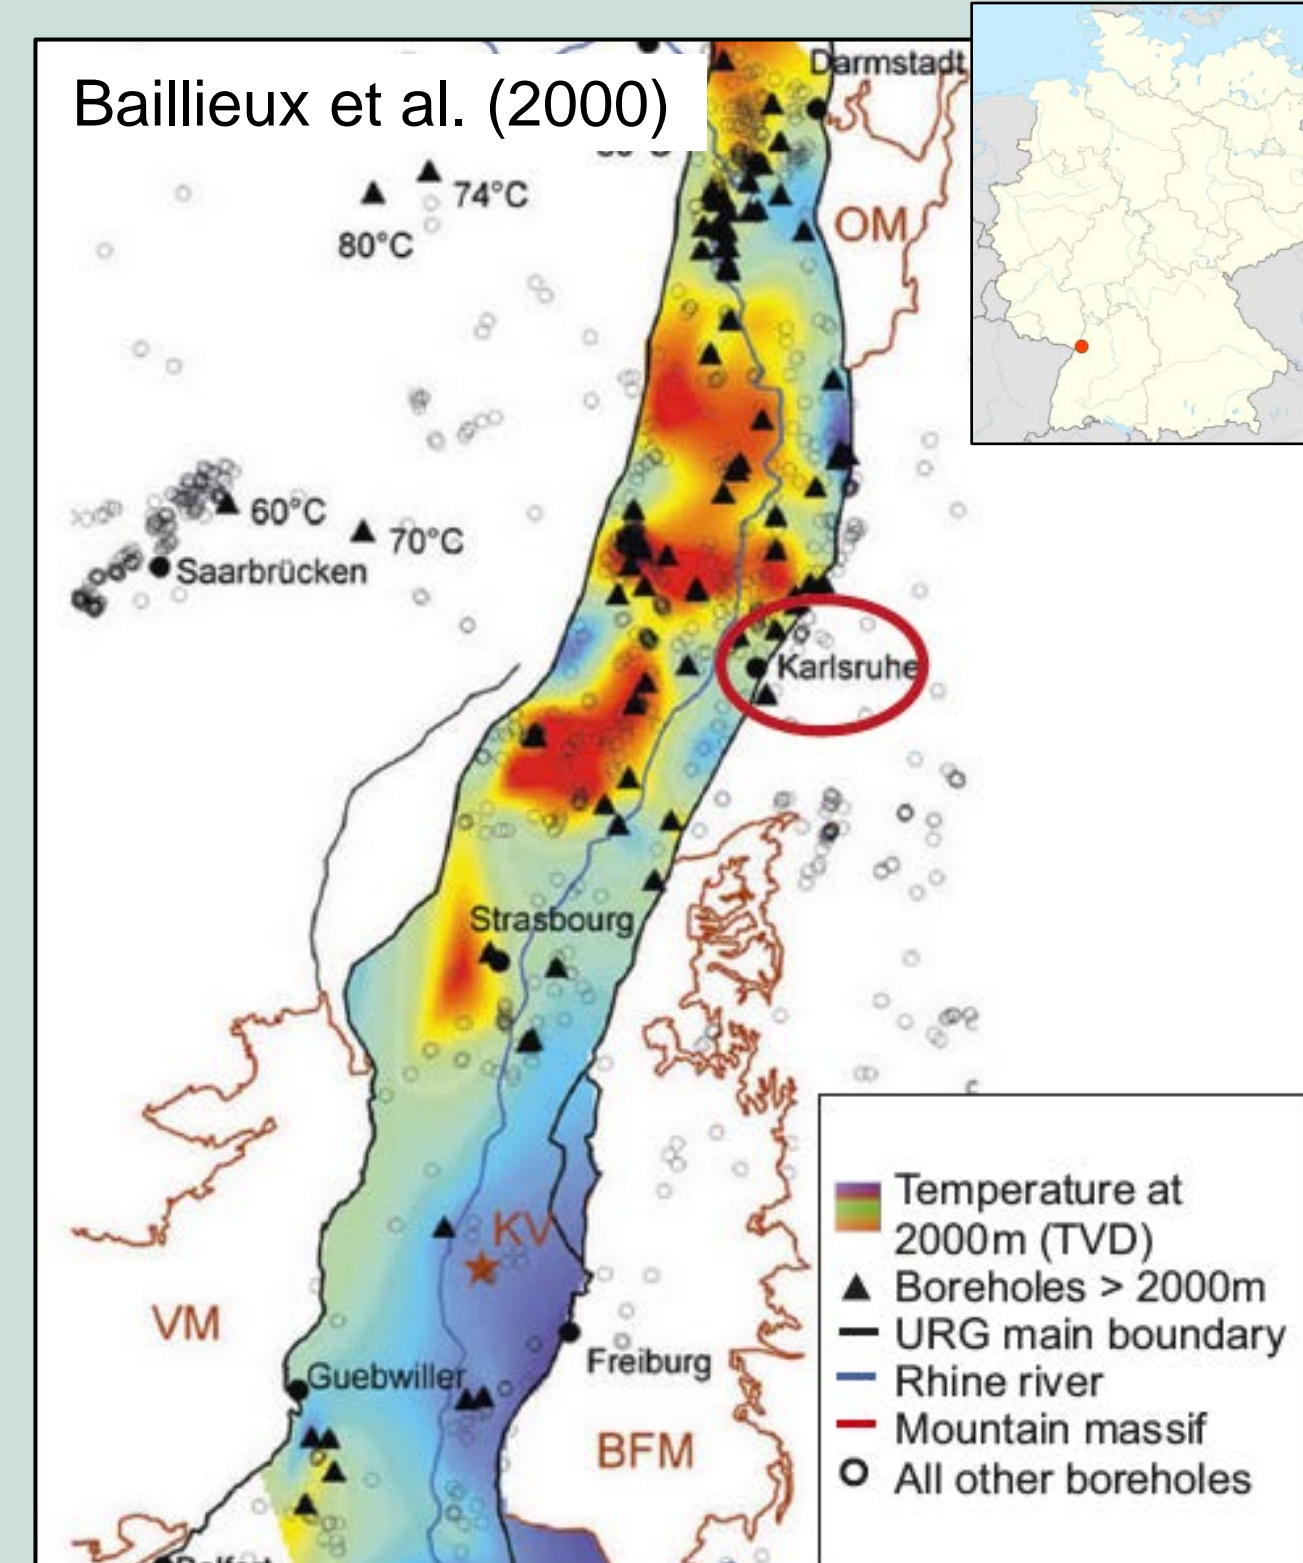 Baillieux et al. (2000)
Darmstadt
74°C
80°C
OM
60°C
70°C
Saarbrücken
Karlsruhe
Strasbourg
KV
VM
Freiburg
Guebwiller
BFM
Temperature at
2000m (TVD)
Boreholes > 2000m
URG main boundary
Rhine river
Mountain massif
All other boreholes